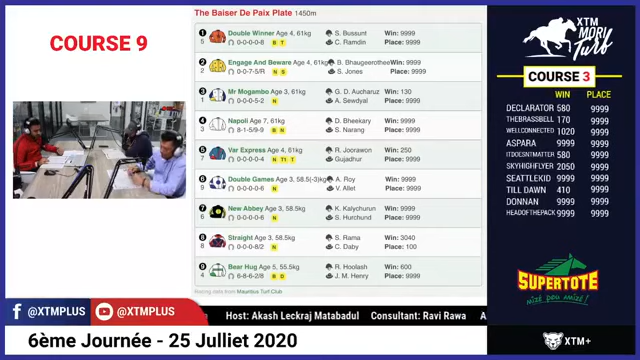 COURSE 9
The Baiser De Paix Plate 1450m
1 Double Winner Age 4, 61kg S. Bussunt Win: 9999
5 0-0-0-0-8 B T C. Ramdin Place: 9999
2 Engage And Beware Age 4, 61kg B. Bhaugeerothee Win: 9999
2 0-0-7-5/R N S S. Jones Place: 9999
3 Mr Mogambo Age 3, 61kg G. D. Aucharuz Win: 130
1 0-0-0-5-2 N A. Sewdyal Place: 9999
4 Napoli Age 7, 61kg D. Bheekary Win: 9999
3 8-1-5/9-9 B N S. Narang Place: 9999
5 Var Express Age 4, 61kg R. Joorawon Win: 250
7 0-0-0-0-4 N T1 T Gujadhur Place: 9999
6 Double Games Age 3, 58.5(-3)kg A. Roy Win: 9999
9 0-0-0-0-6 N V. Allet Place: 9999
7 New Abbey Age 3, 58.5kg K. Kalychurun Win: 9999
6 0-0-0-0-6 N S. Hurchund Place: 9999
8 Straight Age 3, 58.5kg S. Rama Win: 3040
8 0-0-0-8/2 N C. Daby Place: 100
9 Bear Hug Age 5, 55.5kg R. Hoolash Win: 600
4 6-8-6-2/8 B D J. M. Henry Place: 9999
Racing data from Mauritius Turf Club
XTM
MORI
Turf
COURSE 3
WIN PLACE
DECLARATOR 580 9999
THEBRASSBELL 170 9999
WELLCONNECTED 1020 9999
ASPARA 9999 9999
ITDOESNTMATTER 580 9999
SKYHIGHFLYER 2050 9999
SEATTLEKID 9999 9999
TILL DAWN 410 9999
DONNAN 9999 9999
HEADOFTHEPACK 9999 9999
SUPERTOTE
mizé peu amizé!
f @XTMPLUS @XTMPLUS
Host: Akash Leckraj Matabadul Consultant: Ravi Rawa A
6ème Journée - 25 Julliet 2020
XTM+